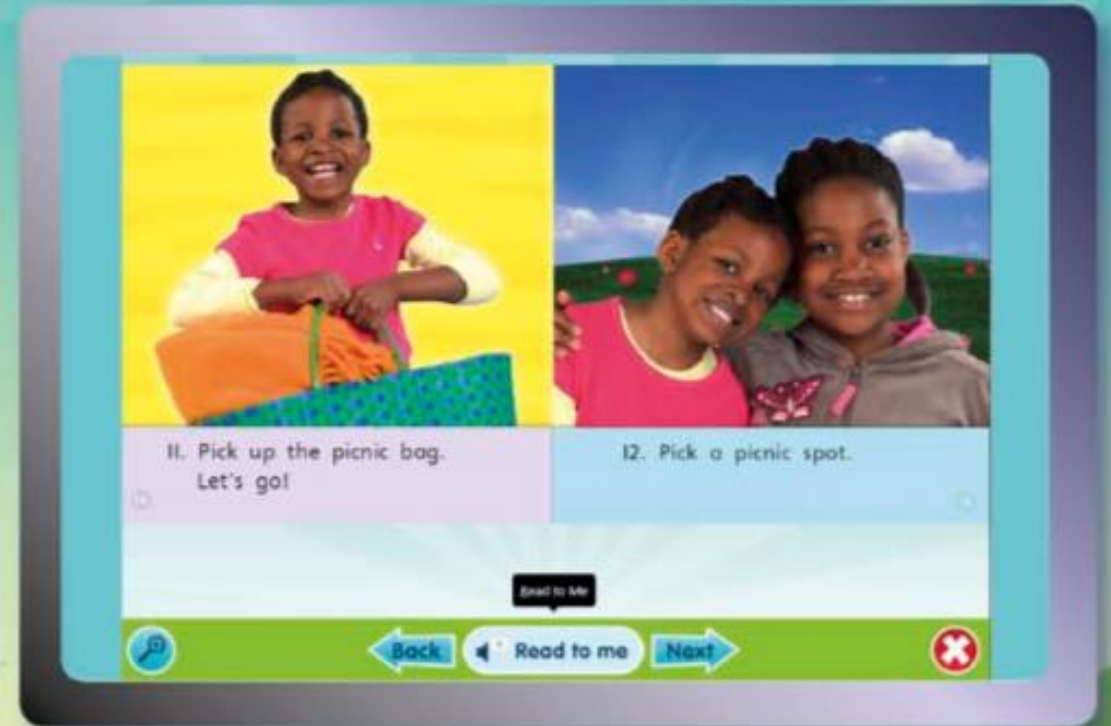 11. Pick up the picnic bag.
Let's go!
12. Pick a picnic spot.
Read to Me
Back
Read to me
Next